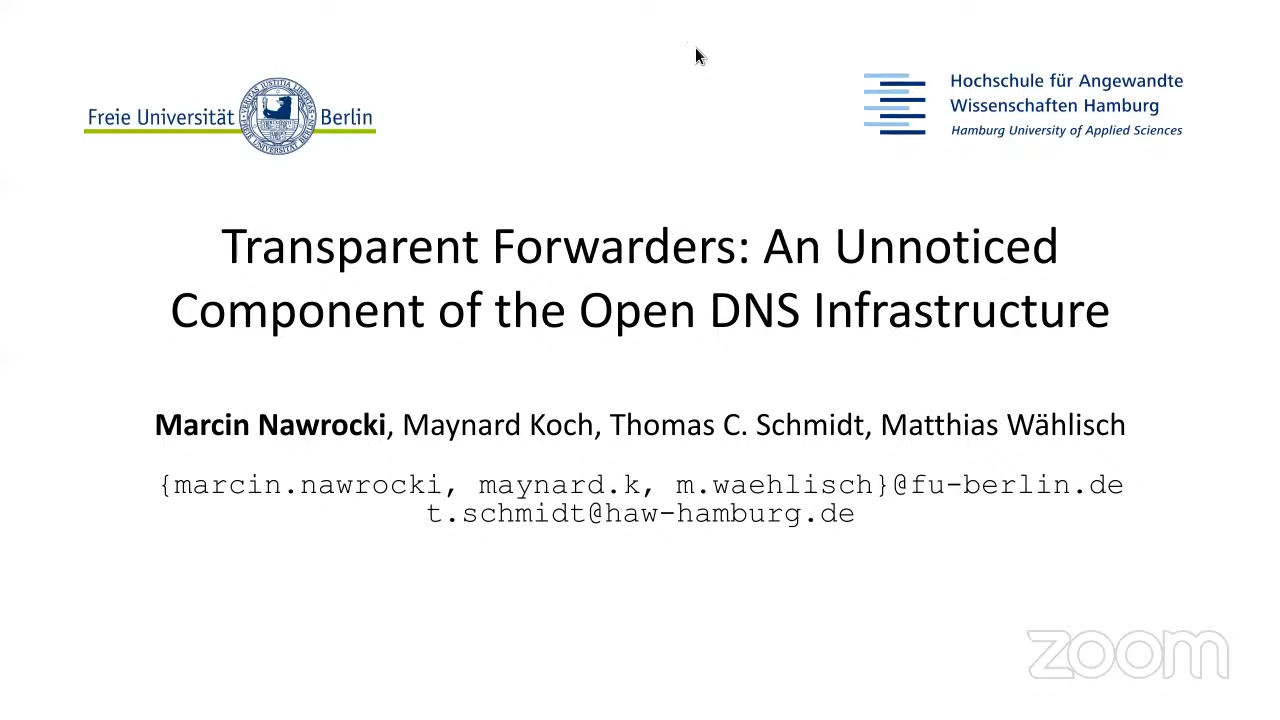 Freie Universität Berlin
Hochschule für Angewandte
Wissenschaften Hamburg
Hamburg University of Applied Sciences
Transparent Forwarders: An Unnoticed
Component of the Open DNS Infrastructure
Marcin Nawrocki, Maynard Koch, Thomas C. Schmidt, Matthias Wählisch
{marcin.nawrocki, maynard.k, m.waehlisch}@fu-berlin.de
t.schmidt@haw-hamburg.de
zoom